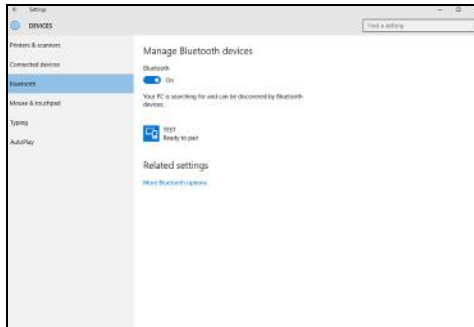 Settings
DEVICES
Find a setting
Printers & scanners
Connected devices
Bluetooth
Mouse & touchpad
Typing
AutoPlay
Manage Bluetooth devices
Bluetooth
On
Your PC is searching for and can be discovered by Bluetooth
devices.
TEST
Ready to pair
Related settings
More Bluetooth options